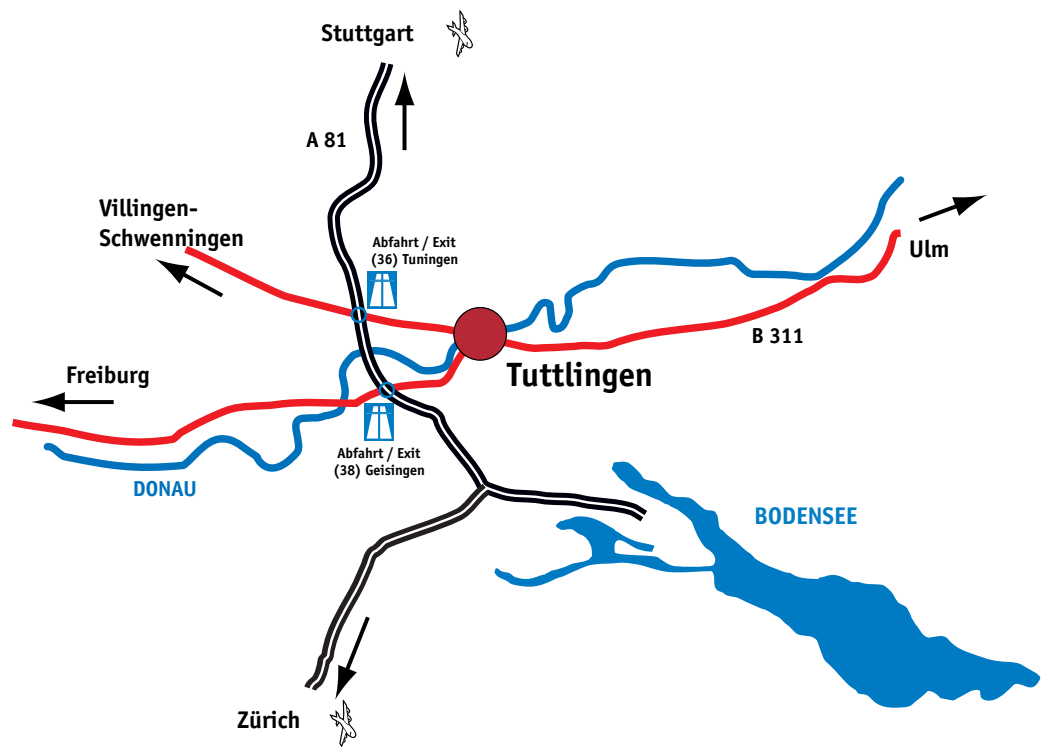 Stuttgart
A 81
Villingen-
Schwenningen
Abfahrt / Exit
(36) Tuningen
Ulm
B 311
Tuttlingen
Freiburg
Abfahrt / Exit
(38) Geisingen
DONAU
BODENSEE
Zürich